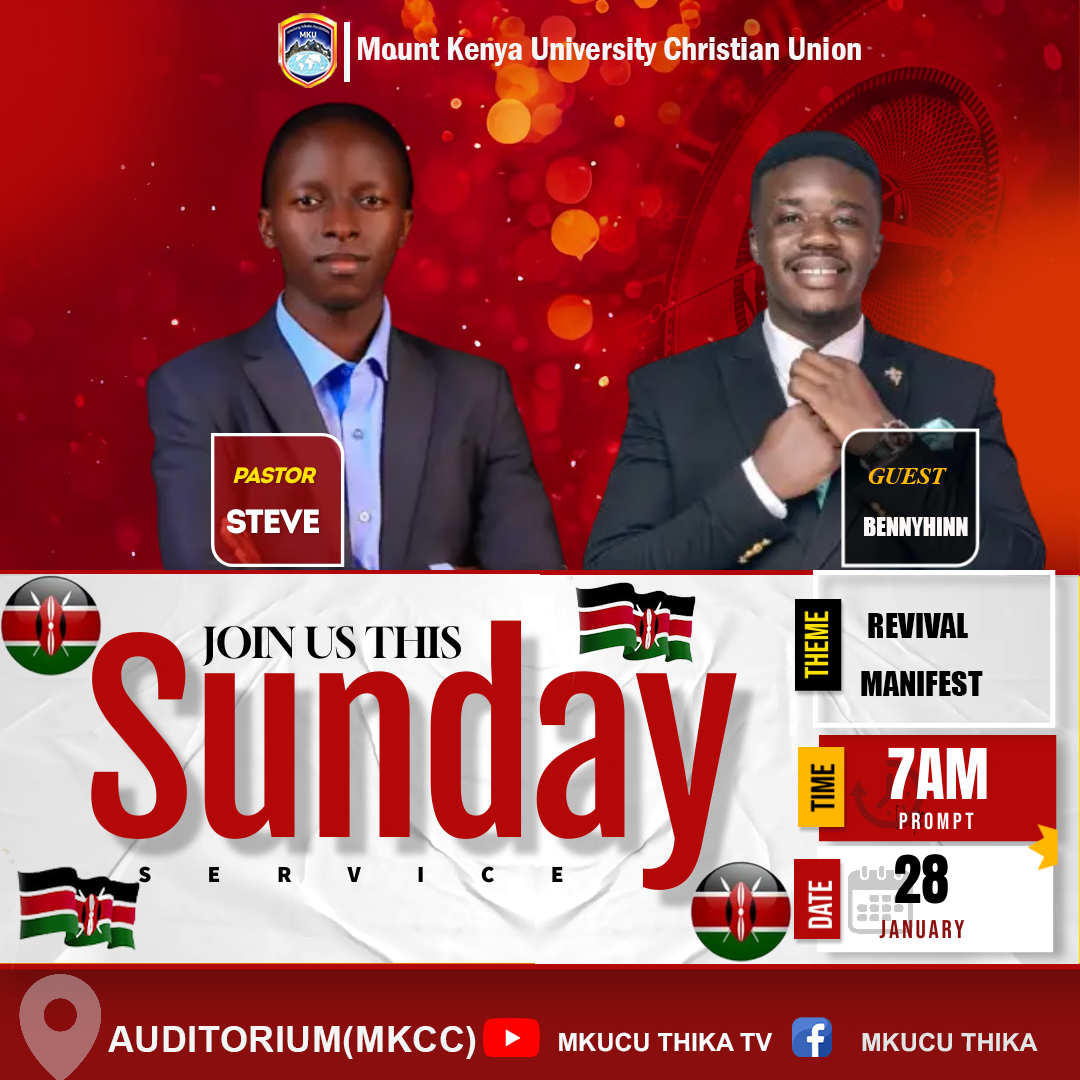 MKU
Mount Kenya University Christian Union
PASTOR
STEVE
GUEST
BENNYHINN
JOIN US THIS
Sunday
SERVICE
THEME
REVIVAL
MANIFEST
TIME
7AM
PROMPT
DATE
28
JANUARY
AUDITORIUM(MKCC)
MKUCU THIKA TV
MKUCU THIKA